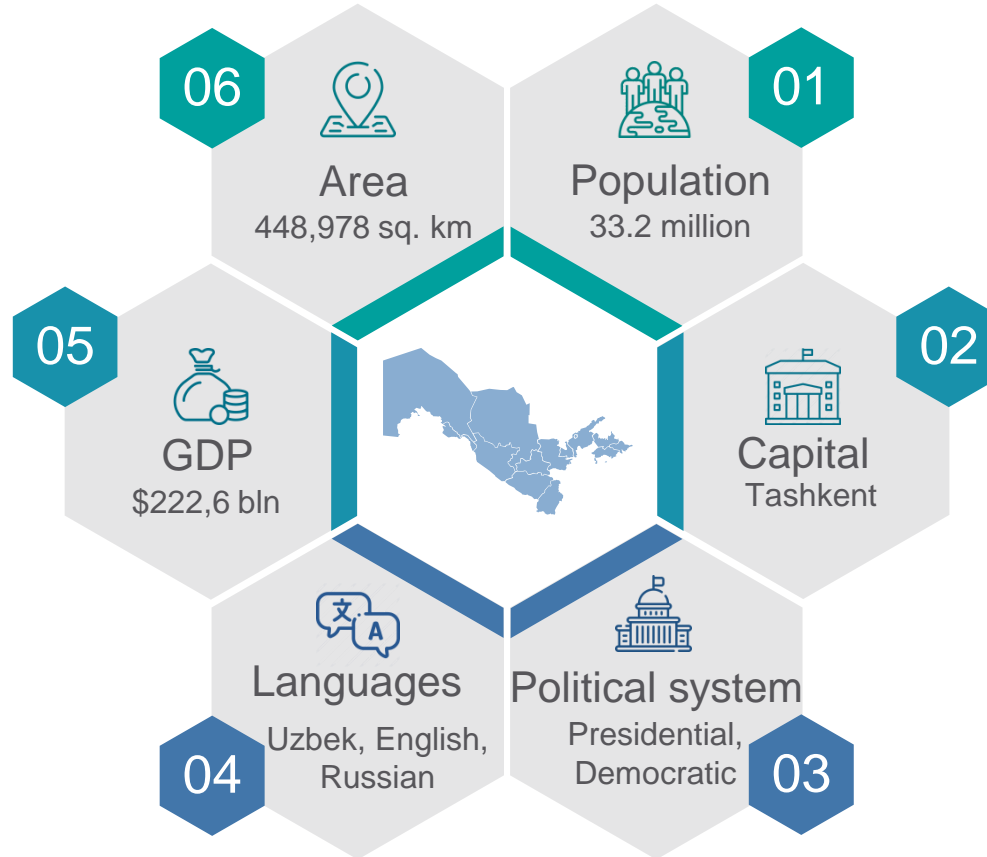 06
Area
448,978 sq. km
01
Population
33.2 million
05
GDP
$222,6 bln
02
Capital
Tashkent
04
Languages
Uzbek, English,
Russian
03
Political system
Presidential,
Democratic
文
A